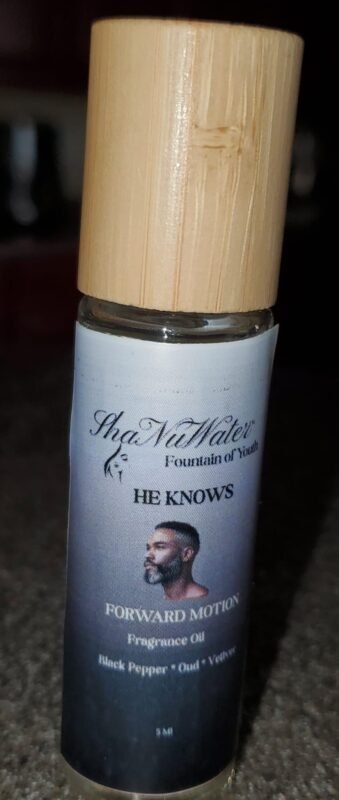 ShaNuWater
Fountain of Youth
HE KNOWS
FORWARD MOTION
Fragrance Oil
Black Pepper * Oud * Vetiver
5 Ml